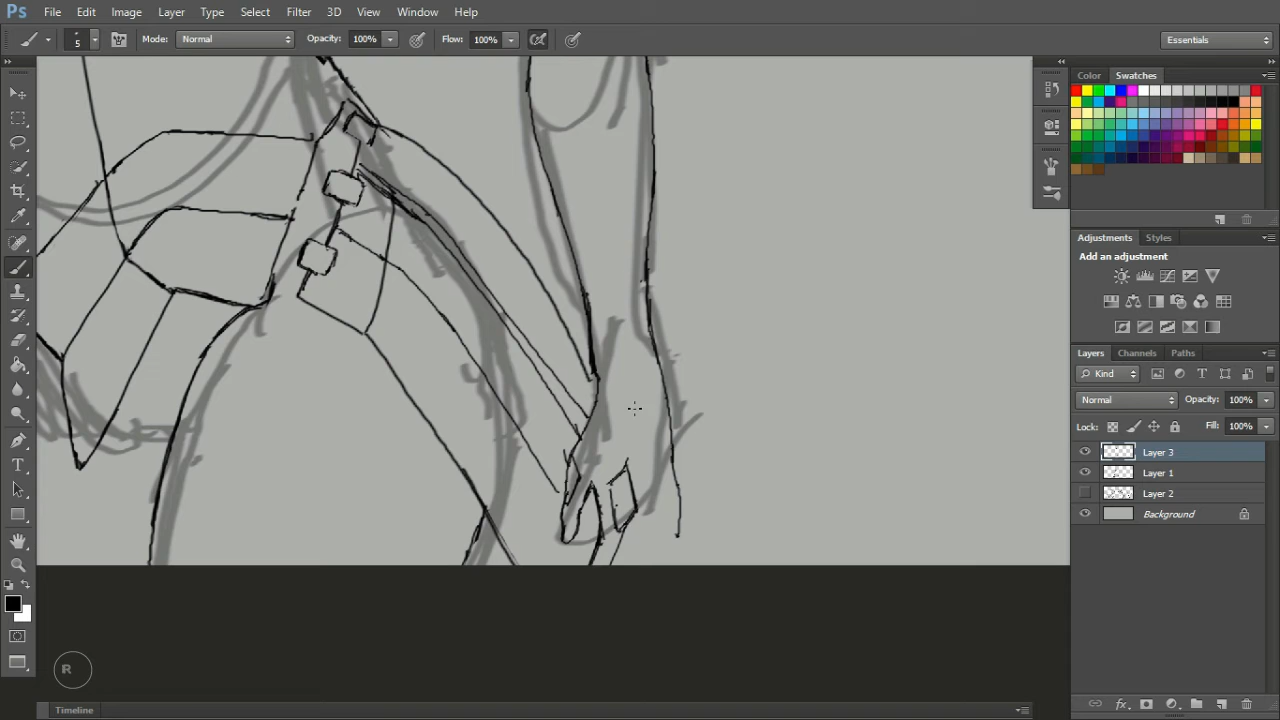 Ps File Edit Image Layer Type Select Filter 3D View Window Help
5 Mode: Normal Opacity: 100% Flow: 100% Essentials
Color Swatches
Adjustments Styles
Add an adjustment
Layers Channels Paths
Kind
Normal Opacity: 100%
Lock: Fill: 100%
Layer 3
Layer 1
Layer 2
Background
R
Timeline